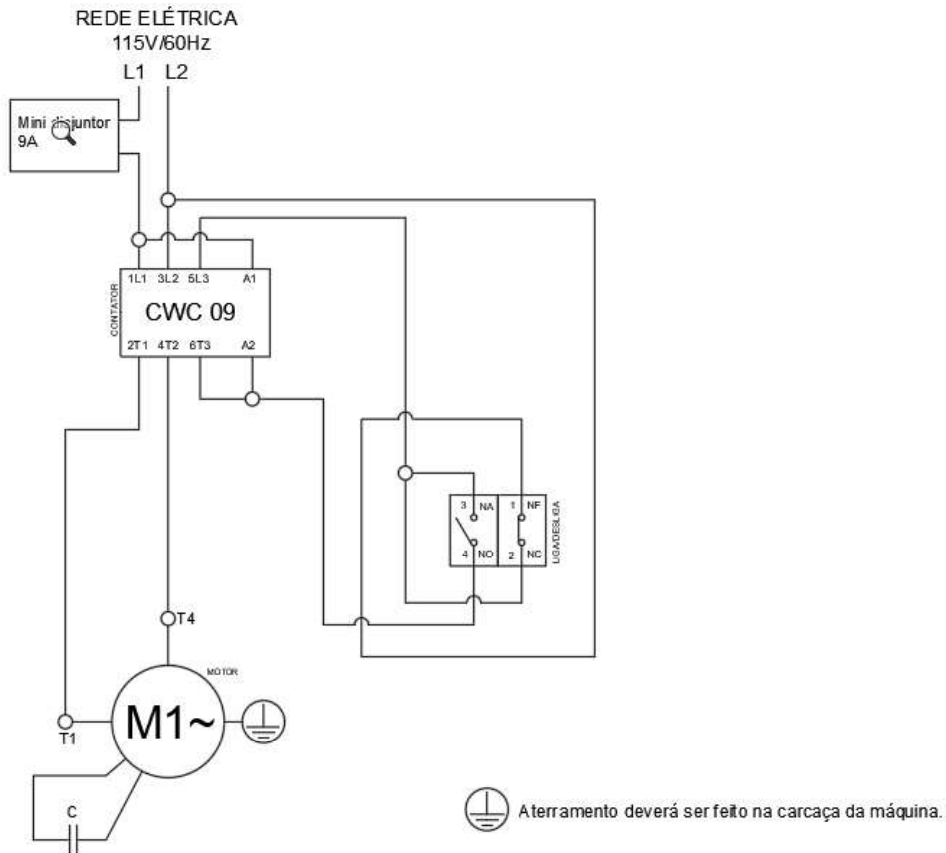 REDE ELÉTRICA
115V/60Hz
L1 L2
Mini disjuntor
9A
1L1 3L2 5L3 A1
CONTATOR
CWC 09
2T1 4T2 6T3 A2
3 NA 1 NF
4 NO 2 NC
LIGA/DESLIGA
T4
MOTOR
M1~
T1
C
Aterramento deverá ser feito na carcaça da máquina.